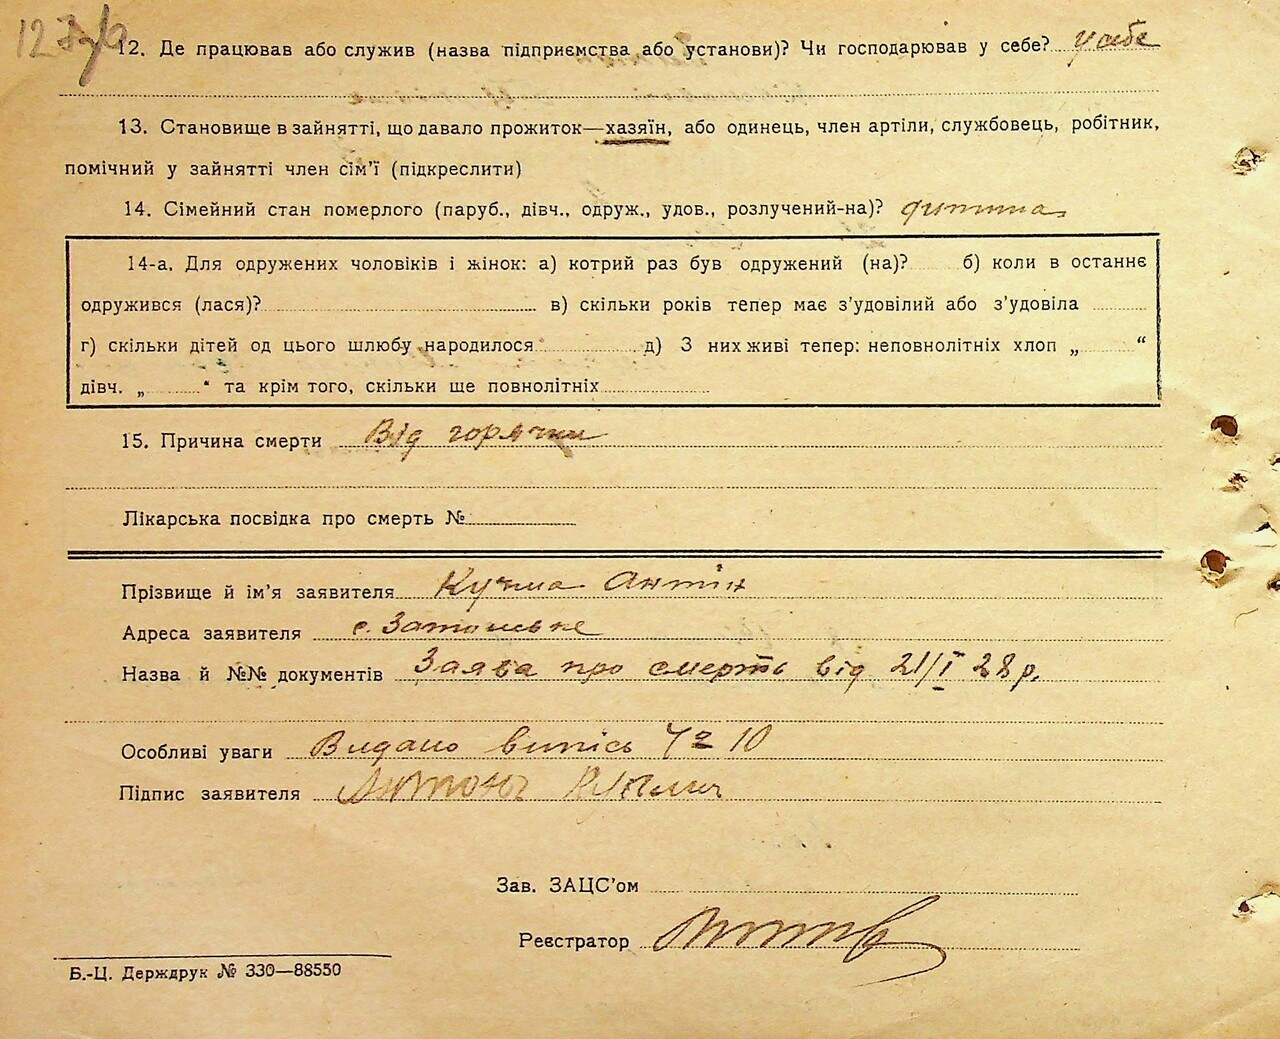 12 зв
12. Де працював або служив (назва підприємства або установи)? Чи господарював у себе? у себе
13. Становище в зайнятті, що давало прожиток—хазяїн, або одинець, член артіли, службовець, робітник,
помічний у зайнятті член сім’ї (підкреслити)
14. Сімейний стан померлого (паруб., дівч., одруж., удов., розлучений-на)? дитина
14-а. Для одружених чоловіків і жінок: а) котрий раз був одружений (на)? б) коли в останнє
одружився (лася)? в) скільки років тепер має з’удовілий або з’удовіла
г) скільки дітей од цього шлюбу народилося д) З них живі тепер: неповнолітніх хлоп „ “
дівч. „ “ та крім того, скільки ще повнолітніх
15. Причина смерти Від горячки
Лікарська посвідка про смерть №
Прізвище й ім’я заявителя Кучма Антін
Адреса заявителя с.
Назва й №№ документів Заява про смерть від 21/I 28 р.
Особливі уваги Видано випісь 10
Підпис заявителя Антон
Зав. ЗАЦС’ом
Реєстратор
Б.-Ц. Держдрук № 330—88550